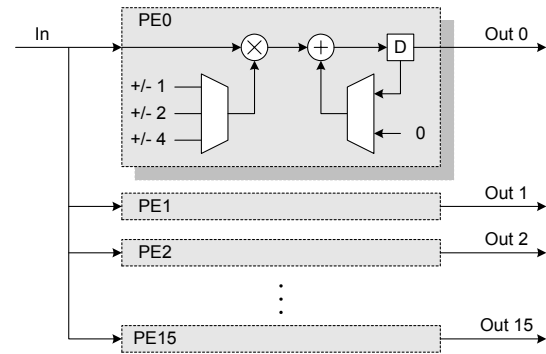 In
PE0
Out 0
D
+/- 1
+/- 2
+/- 4
0
PE1
Out 1
PE2
Out 2
PE15
Out 15